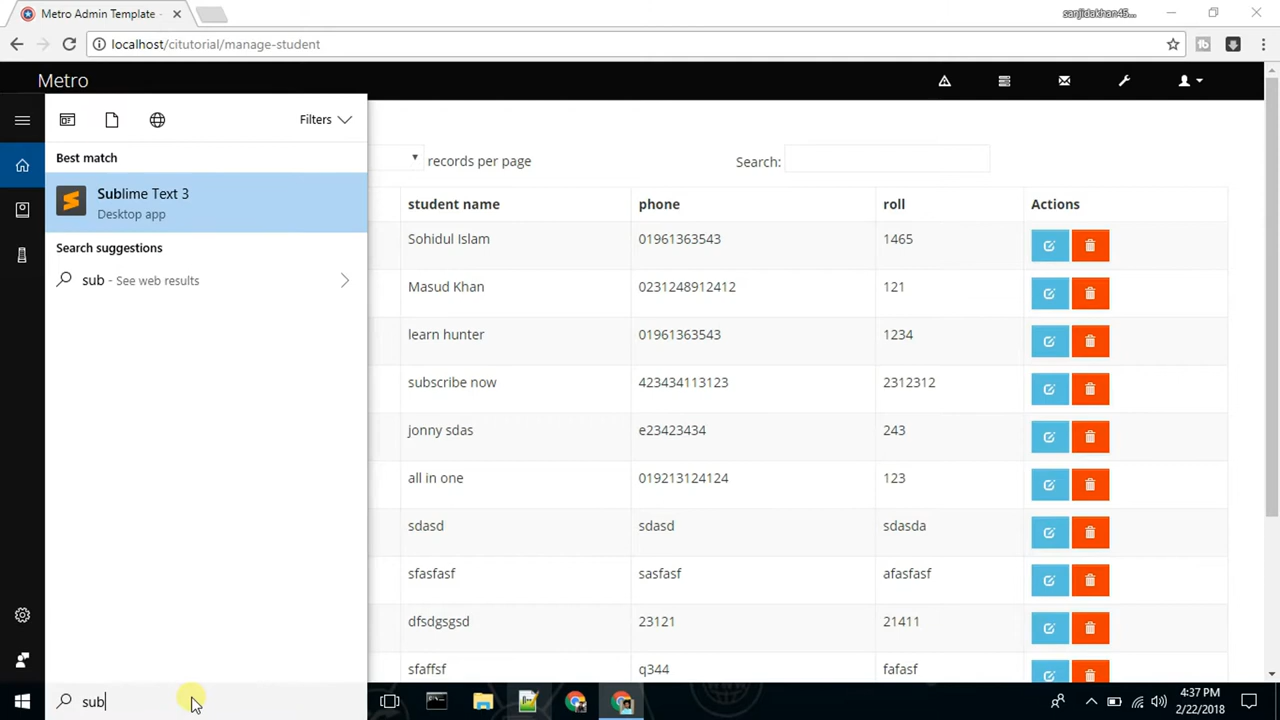 Metro Admin Template -
sanjidakhan45...
localhost/citutorial/manage-student
Metro
Filters
records per page
Search:
Best match
Sublime Text 3
Desktop app
Search suggestions
sub - See web results
student name phone roll Actions
Sohidul Islam 01961363543 1465
Masud Khan 0231248912412 121
learn hunter 01961363543 1234
subscribe now 423434113123 2312312
jonny sdas e23423434 243
all in one 019213124124 123
sdasd sdasd sdasda
sfasfasf sasfasf afasfasf
dfsdgsgsd 23121 21411
sfaffsf q344 fafasf
sub
4:37 PM
2/22/2018